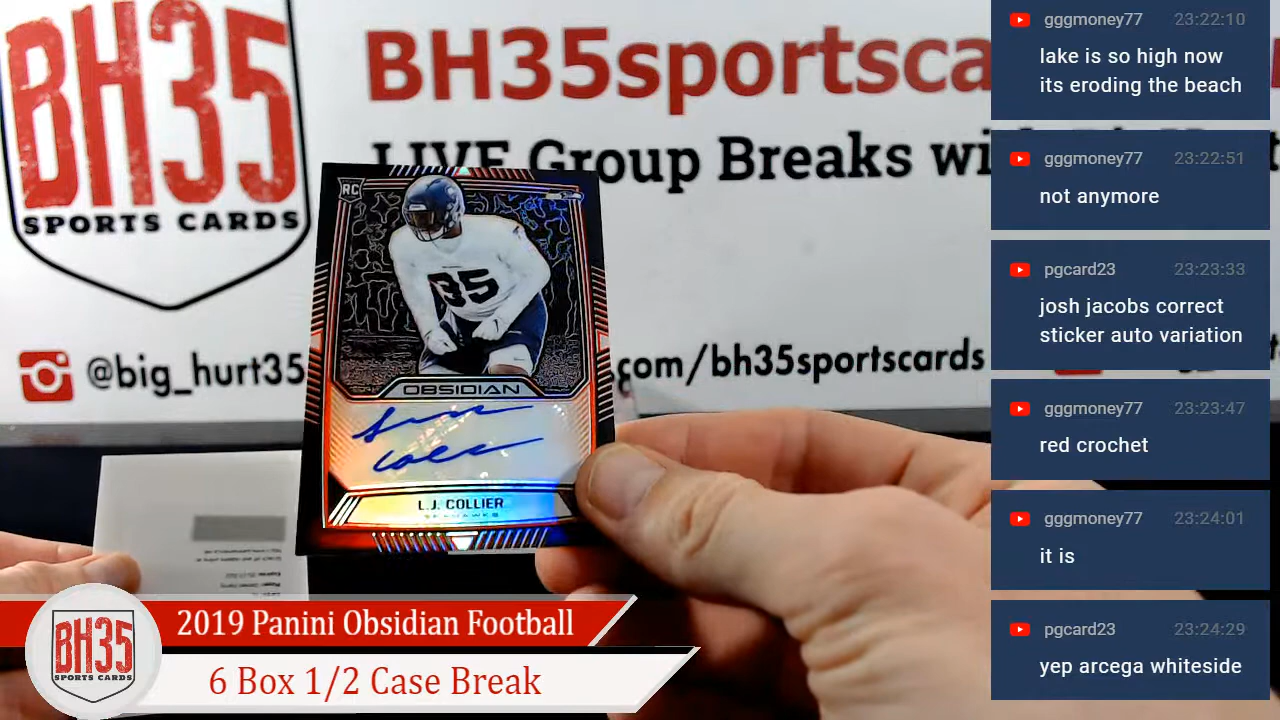 BH35
SPORTS CARDS
BH35sportsca
LIVE Group Breaks wi
@big_hurt35
com/bh35sportscards
RC
35
OBSIDIAN
L.J. COLLIER
SEAHAWKS
BH35
SPORTS CARDS
2019 Panini Obsidian Football
6 Box 1/2 Case Break
gggmoney77 23:22:10
lake is so high now
its eroding the beach
gggmoney77 23:22:51
not anymore
pgcard23 23:23:33
josh jacobs correct
sticker auto variation
gggmoney77 23:23:47
red crochet
gggmoney77 23:24:01
it is
pgcard23 23:24:29
yep arcega whiteside